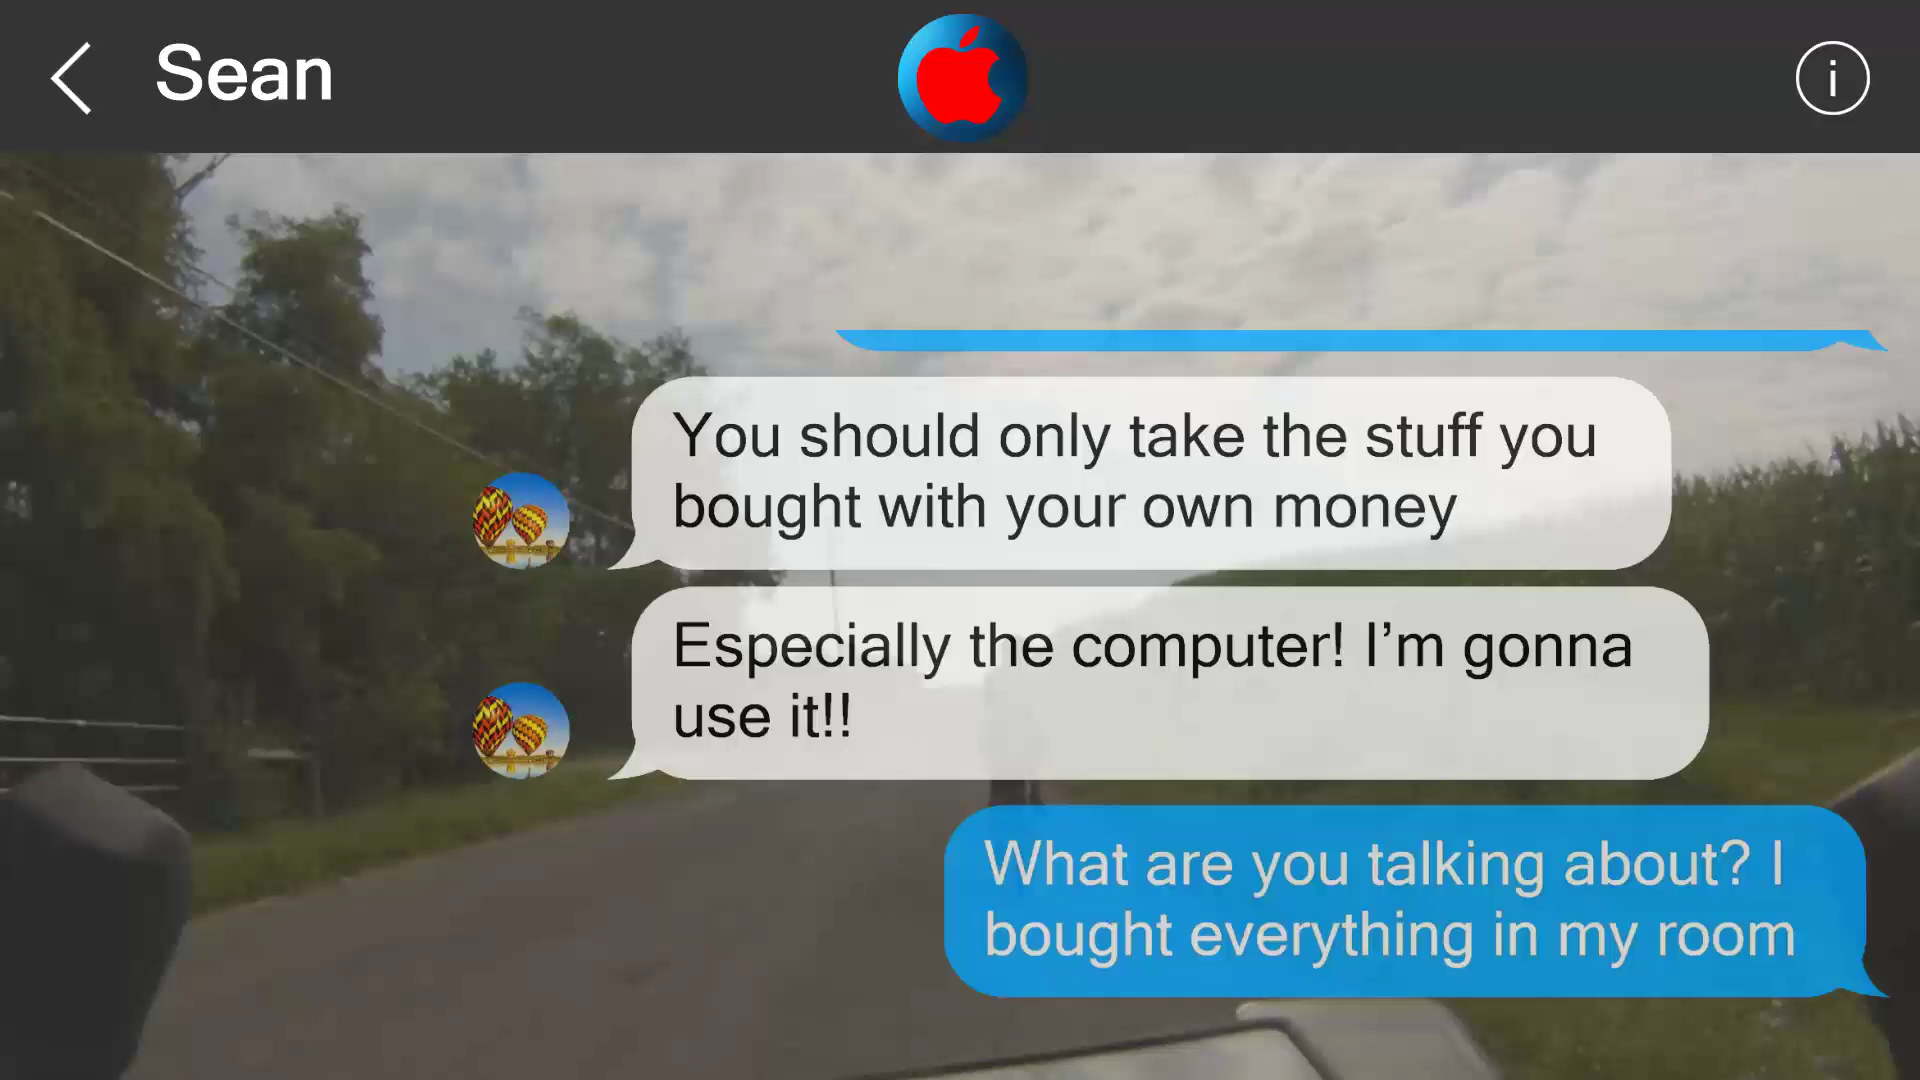 Sean
i
You should only take the stuff you
bought with your own money
Especially the computer! I’m gonna
use it!!
What are you talking about? I
bought everything in my room